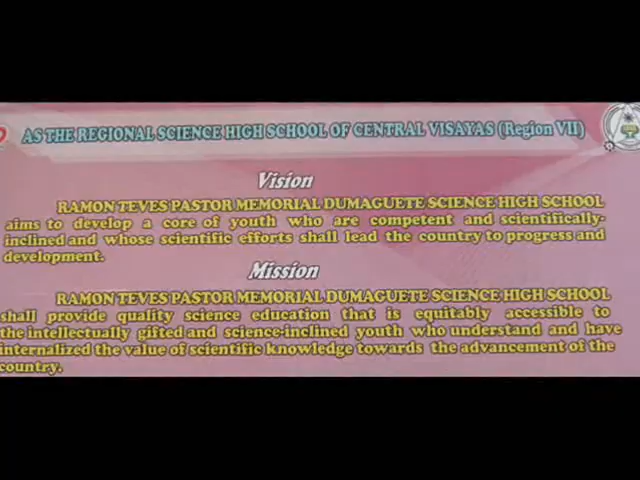 AS THE REGIONAL SCIENCE HIGH SCHOOL OF CENTRAL VISAYAS (Region VII)
Vision
RAMON TEVES PASTOR MEMORIAL DUMAGUETE SCIENCE HIGH SCHOOL
aims to develop a core of youth who are competent and scientifically-
inclined and whose scientific efforts shall lead the country to progress and
development.
Mission
RAMON TEVES PASTOR MEMORIAL DUMAGUETE SCIENCE HIGH SCHOOL
shall provide quality science education that is equitably accessible to
the intellectually gifted and science-inclined youth who understand and have
internalized the value of scientific knowledge towards the advancement of the
country.